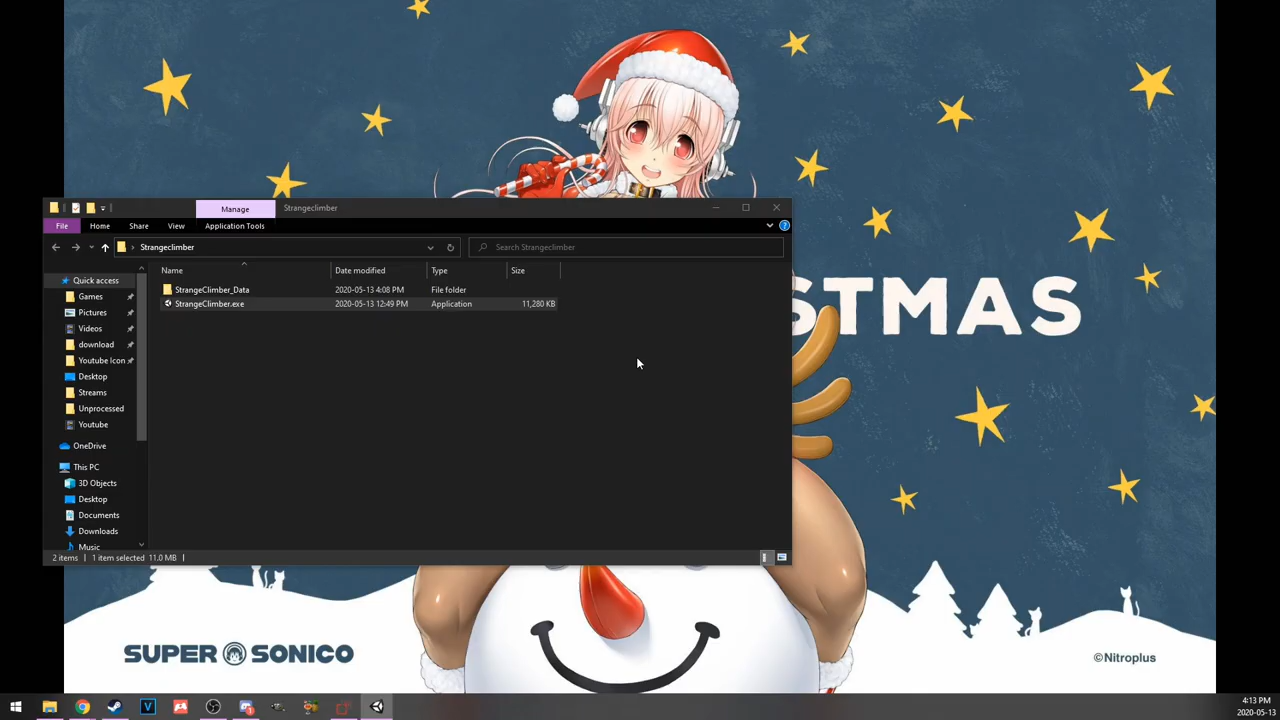 Manage
Strangeclimber
File
Home
Share
View
Application Tools
Strangeclimber
Search Strangeclimber
Name
Date modified
Type
Size
StrangeClimber_Data
2020-05-13 4:08 PM
File folder
StrangeClimber.exe
2020-05-13 12:49 PM
Application
11,280 KB
Quick access
Games
Pictures
Videos
download
Youtube Icon
Desktop
Streams
Unprocessed
Youtube
OneDrive
This PC
3D Objects
Desktop
Documents
Downloads
Music
2 items
1 item selected 11.0 MB
STMAS
SUPER SONICO
©Nitroplus
4:13 PM
2020-05-13